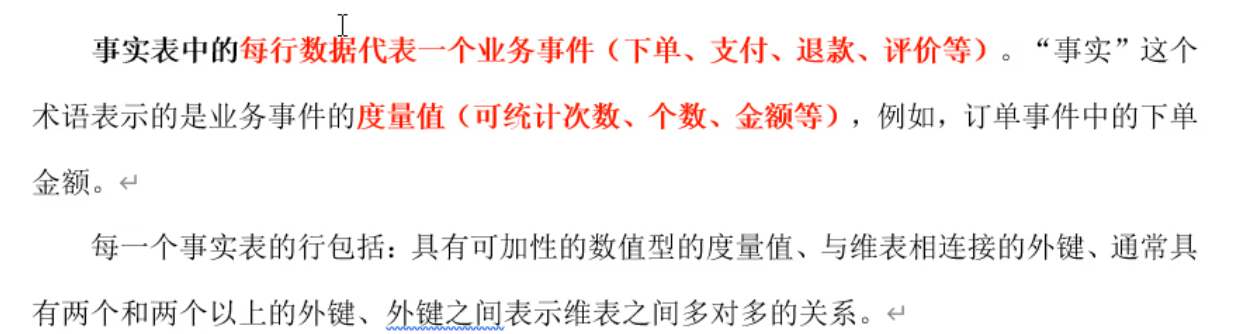 事实表中的每行数据代表一个业务事件（下单、支付、退款、评价等）。“事实”这个
术语表示的是业务事件的度量值（可统计次数、个数、金额等），例如，订单事件中的下单
金额。↵
每一个事实表的行包括：具有可加性的数值型的度量值、与维表相连接的外键、通常具
有两个和两个以上的外键、外键之间表示维表之间多对多的关系。↵